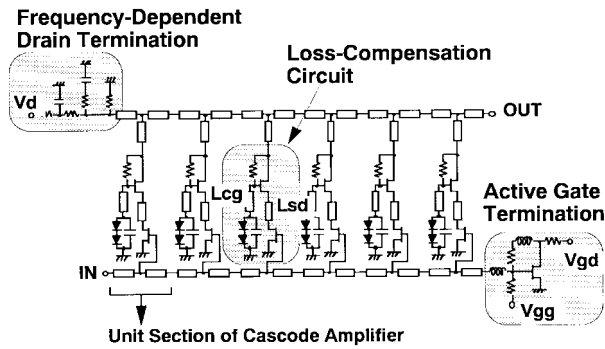 Frequency-Dependent
Drain Termination
Loss-Compensation
Circuit
Vd
OUT
Lcg
Lsd
Active Gate
Termination
IN
Vgd
Vgg
Unit Section of Cascode Amplifier